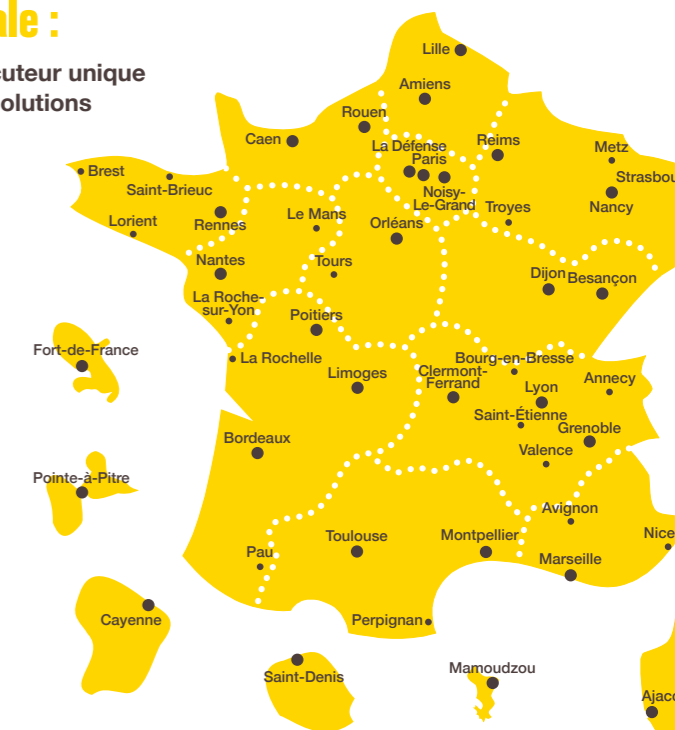 ale :
cuteur unique
solutions
Lille
Amiens
Rouen
Caen
La Défense
Paris
Reims
Metz
Strasbou
Brest
Saint-Brieuc
Noisy-
Le-Grand
Nancy
Lorient
Rennes
Le Mans
Orléans
Troyes
Nantes
Tours
Dijon
Besançon
La Roche-
sur-Yon
Poitiers
Fort-de-France
La Rochelle
Limoges
Clermont-
Ferrand
Bourg-en-Bresse
Lyon
Annecy
Saint-Étienne
Grenoble
Bordeaux
Valence
Pointe-à-Pitre
Avignon
Pau
Toulouse
Montpellier
Nice
Marseille
Cayenne
Perpignan
Saint-Denis
Mamoudzou
Ajacc